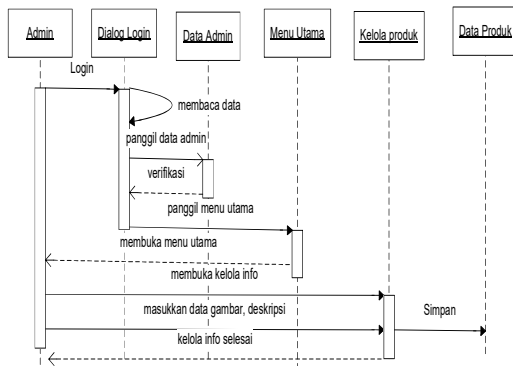 Admin
Dialog Login
Data Admin
Menu Utama
Kelola produk
Data Produk
Login
membaca data
panggil data admin
verifikasi
panggil menu utama
membuka menu utama
membuka kelola info
masukkan data gambar, deskripsi
Simpan
kelola info selesai